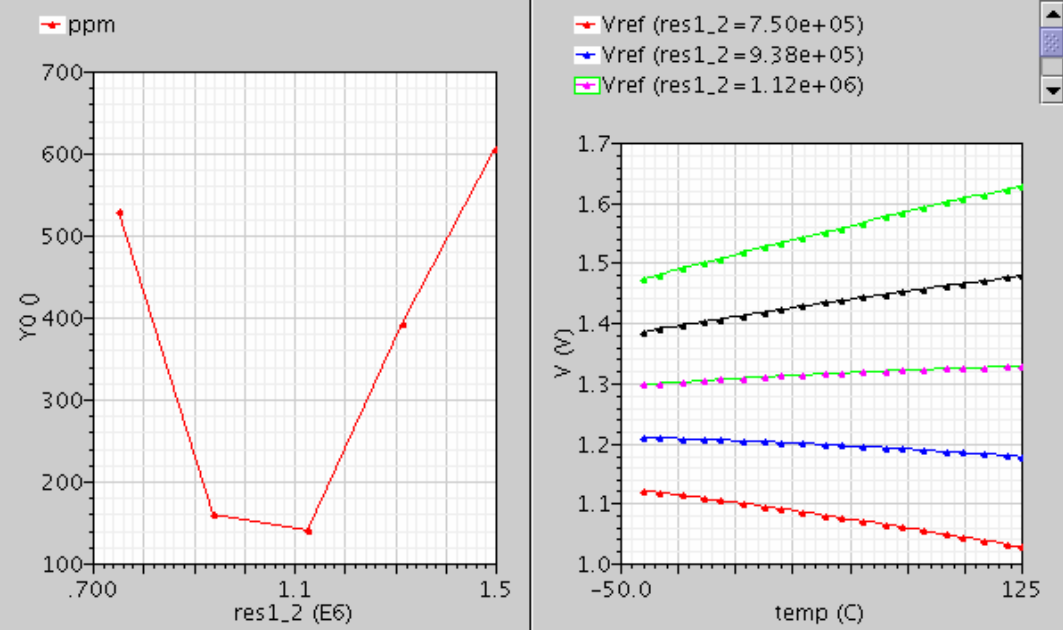 ppm
700
600
500
400
300
200
100
Y0 ()
.700 1.1 1.5
res1_2 (E6)
Vref (res1_2=7.50e+05)
Vref (res1_2=9.38e+05)
Vref (res1_2=1.12e+06)
1.7
1.6
1.5
1.4
1.3
1.2
1.1
1.0
V (V)
-50.0 125
temp (C)